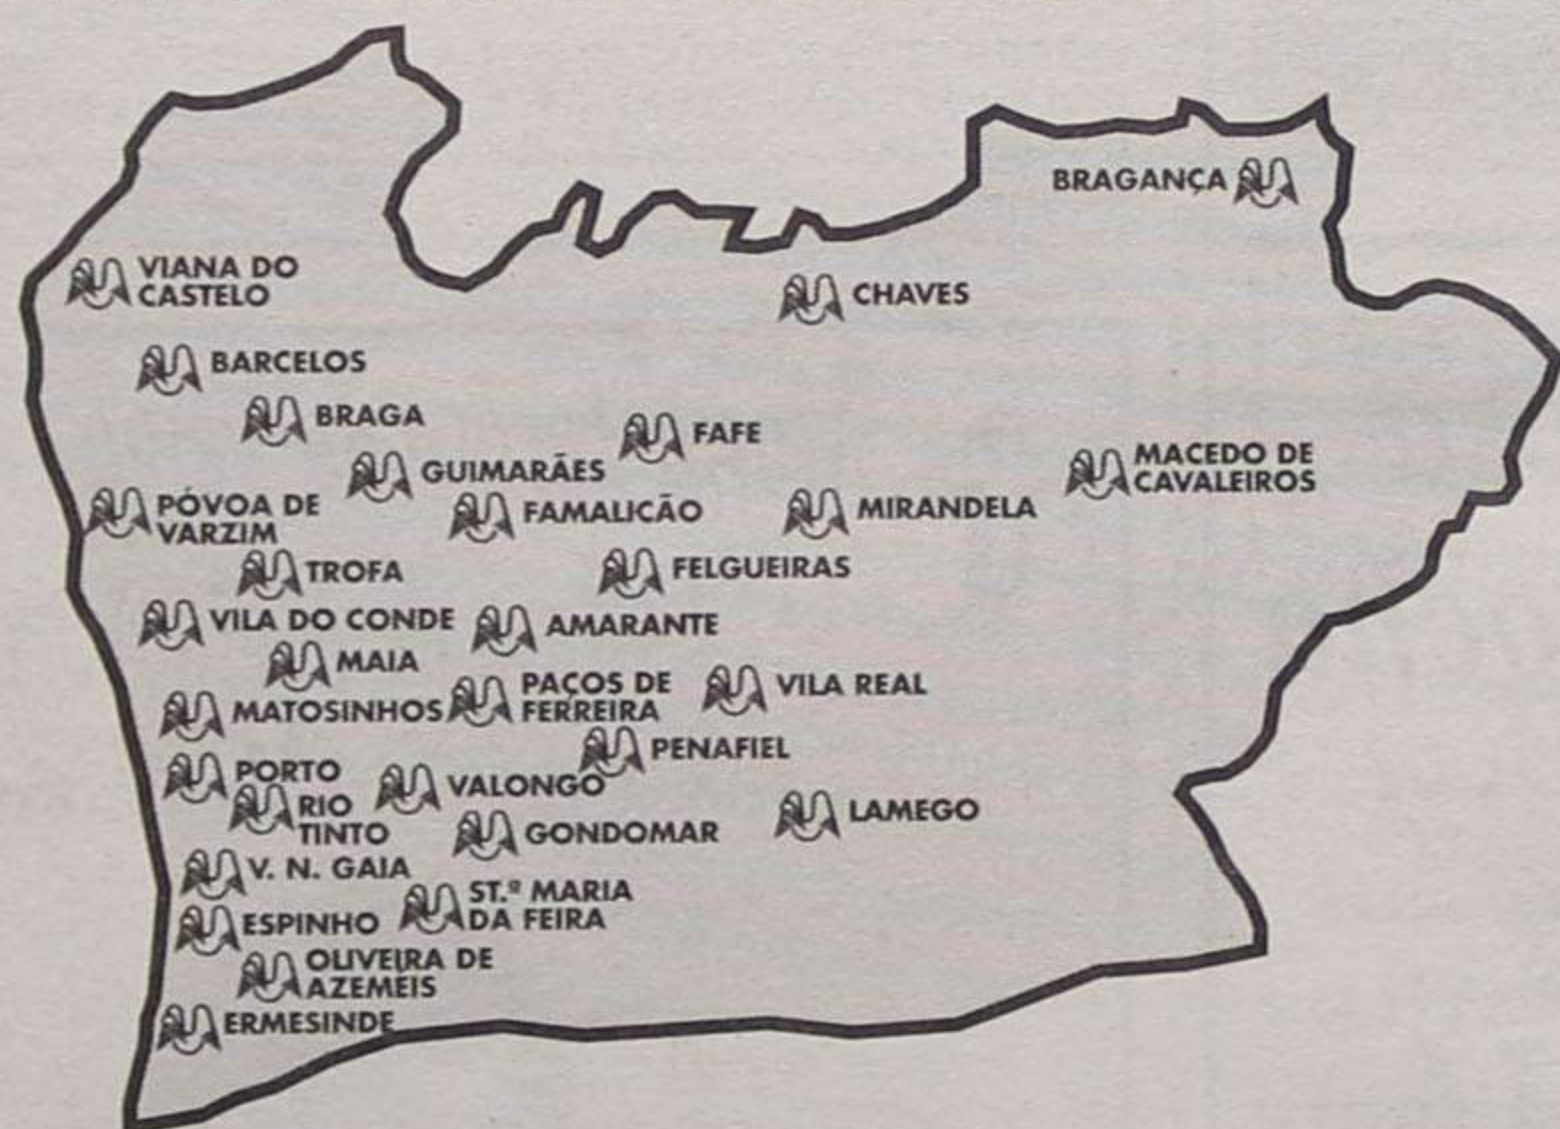 BRAGANÇA
VIANA DO
CASTELO
CHAVES
BARCELOS
BRAGA
FAFE
GUIMARÃES
MACEDO DE
CAVALEIROS
PÓVOA DE
VARZIM
FAMALICÃO
MIRANDELA
TROFA
FELGUEIRAS
VILA DO CONDE
AMARANTE
MAIA
MATOSINHOS
PAÇOS DE
FERREIRA
VILA REAL
PENAFIEL
PORTO
VALONGO
RIO
TINTO
GONDOMAR
LAMEGO
V. N. GAIA
ST.ª MARIA
DA FEIRA
ESPINHO
OLIVEIRA DE
AZEMÉIS
ERMESINDE